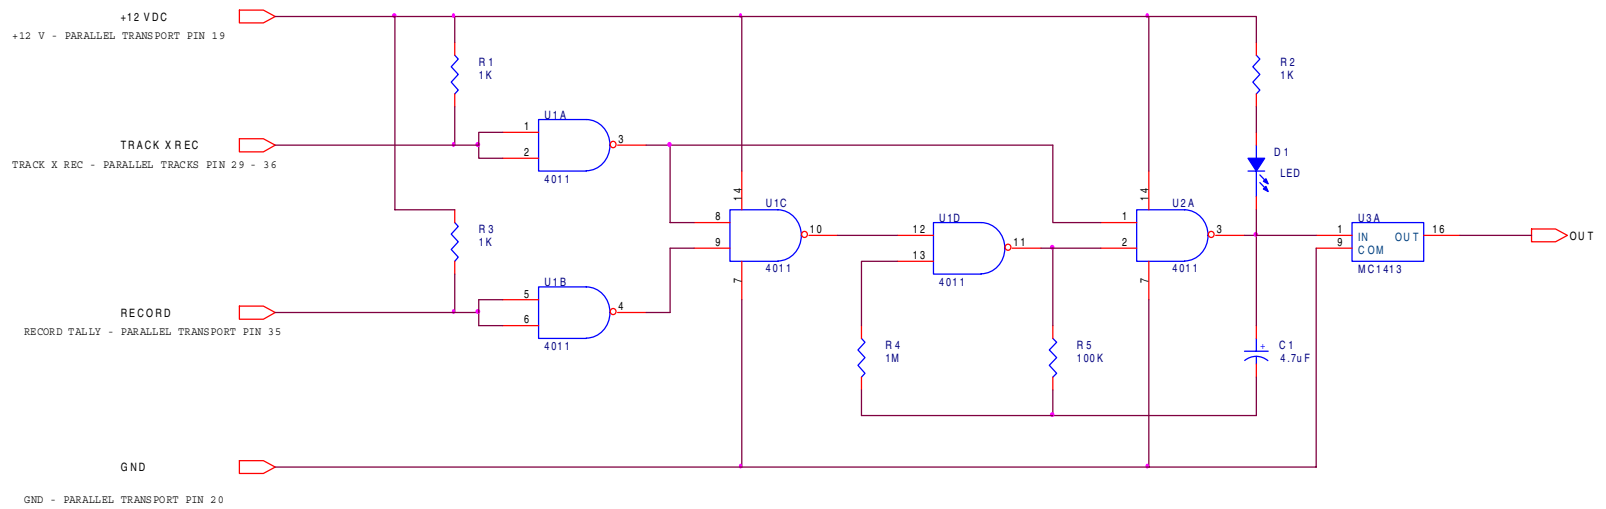 +12 VDC
+12 V - PARALLEL TRANSPORT PIN 19
R1
1K
R2
1K
U1A
1
2
3
4011
TRACK X REC
TRACK X REC - PARALLEL TRACKS PIN 29 - 36
D1
LED
R3
1K
14
U1C
8
9
10
7
4011
U1D
12
13
11
4011
14
U2A
1
2
3
7
4011
U3A
1
9
IN
COM
OUT
16
MC1413
OUT
U1B
5
6
4
4011
RECORD
RECORD TALLY - PARALLEL TRANSPORT PIN 35
R4
1M
R5
100K
C1
+
4.7uF
GND
GND - PARALLEL TRANSPORT PIN 20